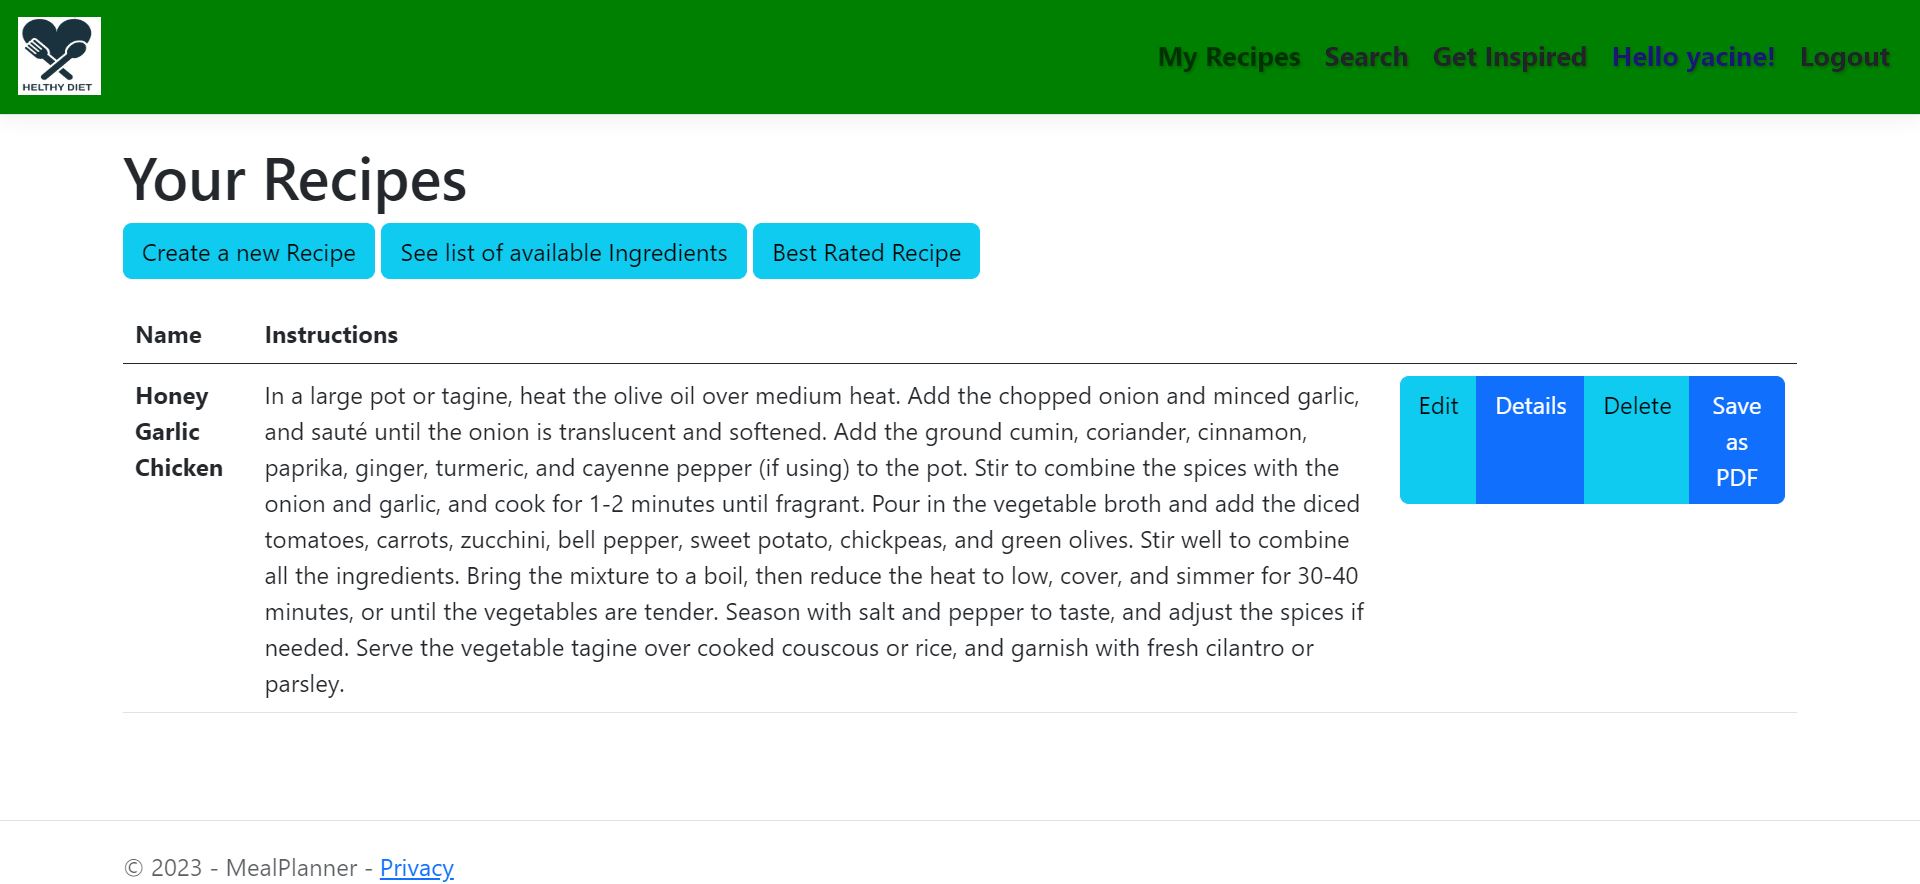 HELTHY DIET
My Recipes Search Get Inspired Hello yacine! Logout
Your Recipes
Create a new Recipe See list of available Ingredients Best Rated Recipe
Name Instructions
Honey
Garlic
Chicken
In a large pot or tagine, heat the olive oil over medium heat. Add the chopped onion and minced garlic,
and sauté until the onion is translucent and softened. Add the ground cumin, coriander, cinnamon,
paprika, ginger, turmeric, and cayenne pepper (if using) to the pot. Stir to combine the spices with the
onion and garlic, and cook for 1-2 minutes until fragrant. Pour in the vegetable broth and add the diced
tomatoes, carrots, zucchini, bell pepper, sweet potato, chickpeas, and green olives. Stir well to combine
all the ingredients. Bring the mixture to a boil, then reduce the heat to low, cover, and simmer for 30-40
minutes, or until the vegetables are tender. Season with salt and pepper to taste, and adjust the spices if
needed. Serve the vegetable tagine over cooked couscous or rice, and garnish with fresh cilantro or
parsley.
Edit Details Delete Save
as
PDF
© 2023 - MealPlanner - Privacy